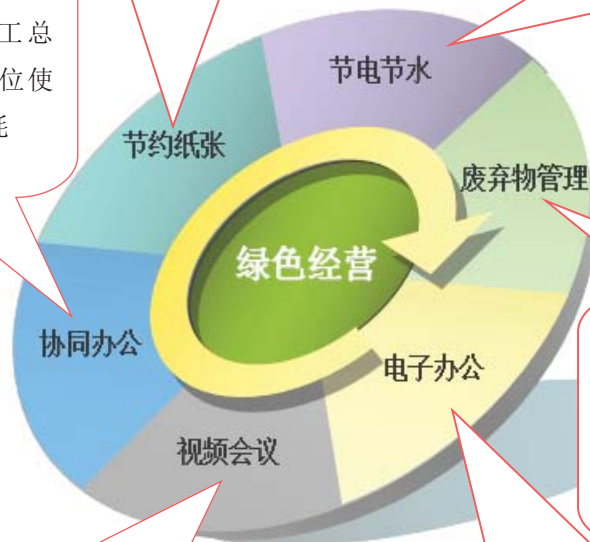 工总
位使
耗
节电节水
节约纸张
废弃物管理
绿色经营
协同办公
电子办公
视频会议